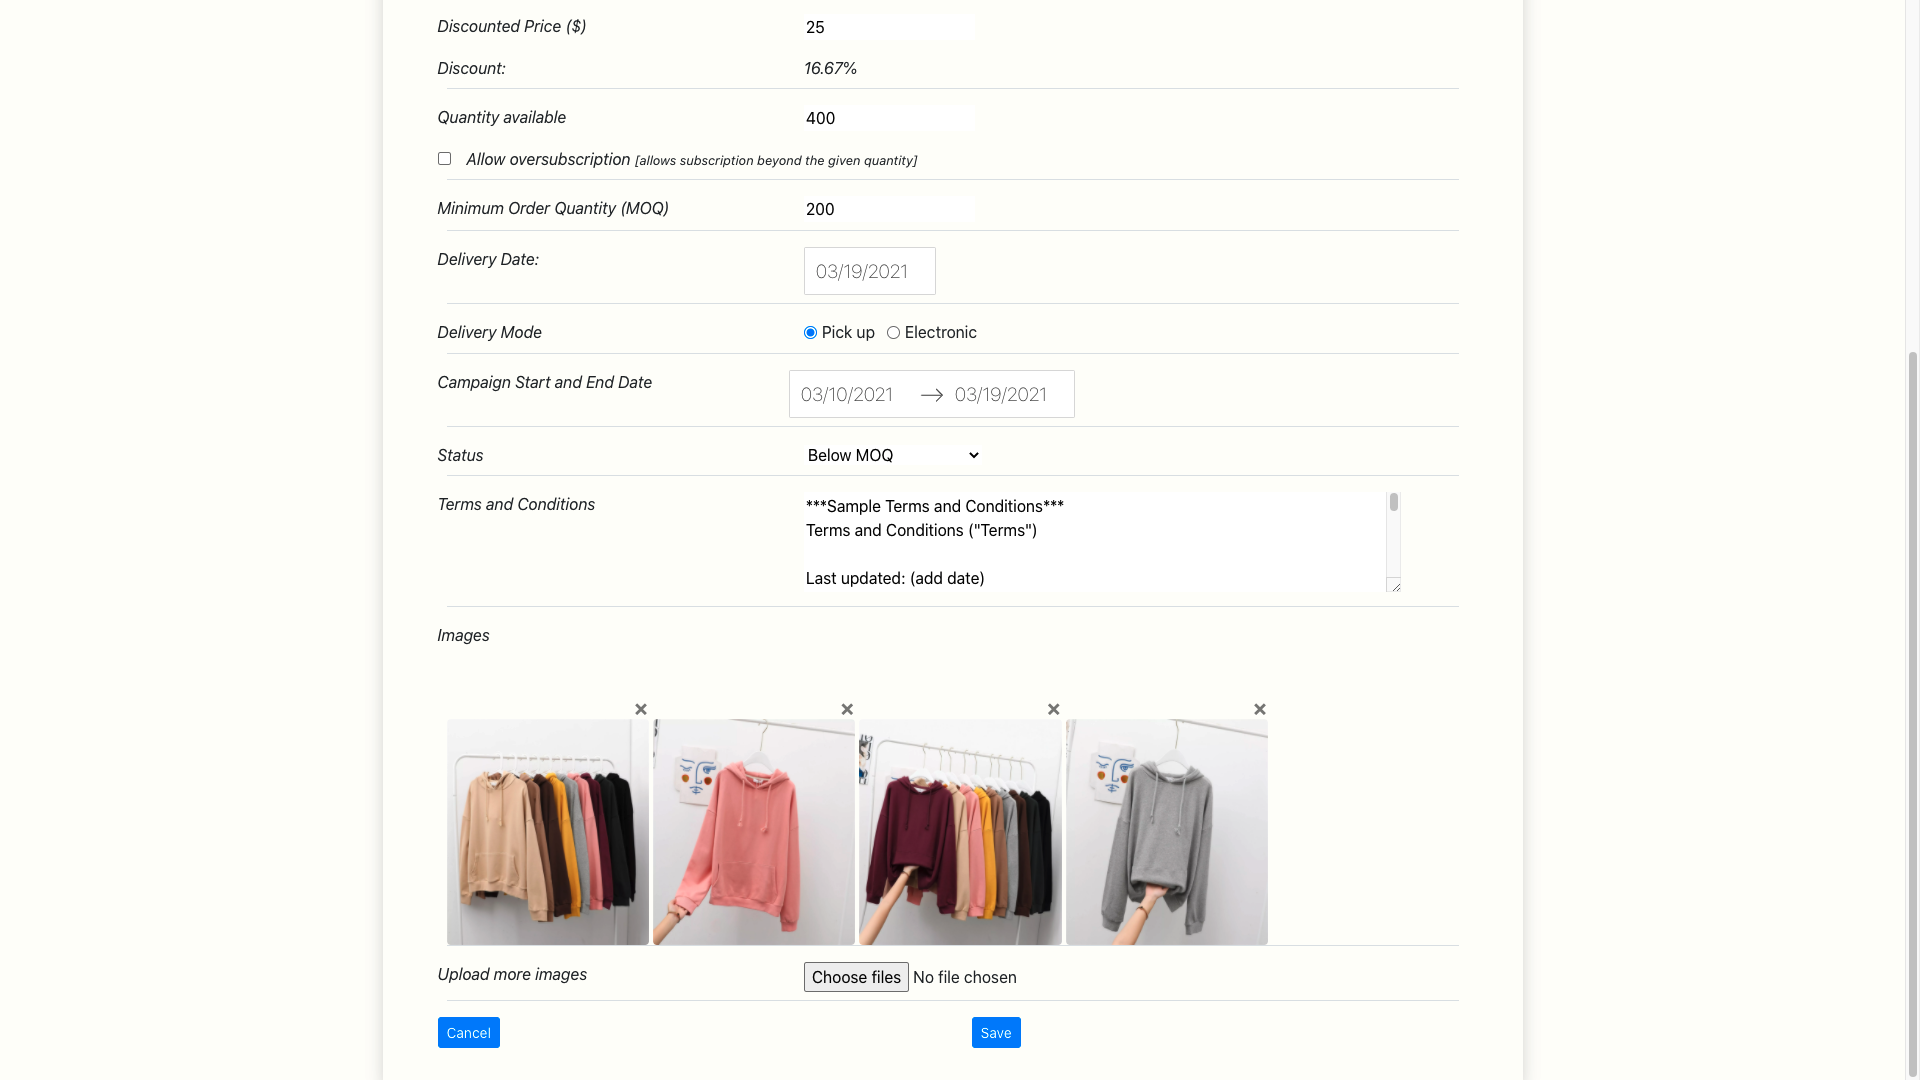 Discounted Price ($) 25
Discount: 16.67%
Quantity available 400
Allow oversubscription [allows subscription beyond the given quantity]
Minimum Order Quantity (MOQ) 200
Delivery Date: 03/19/2021
Delivery Mode Pick up Electronic
Campaign Start and End Date 03/10/2021 → 03/19/2021
Status Below MOQ
Terms and Conditions ***Sample Terms and Conditions***
Terms and Conditions ("Terms")
Last updated: (add date)
Images
Upload more images Choose files No file chosen
Cancel Save